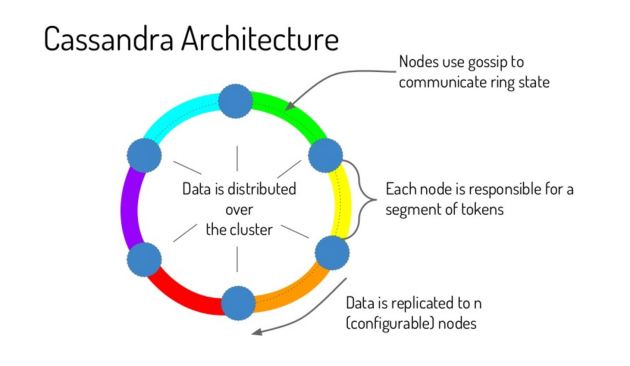 Cassandra Architecture
Nodes use gossip to
communicate ring state
Data is distributed
over
the cluster
Each node is responsible for a
segment of tokens
Data is replicated to n
(configurable) nodes